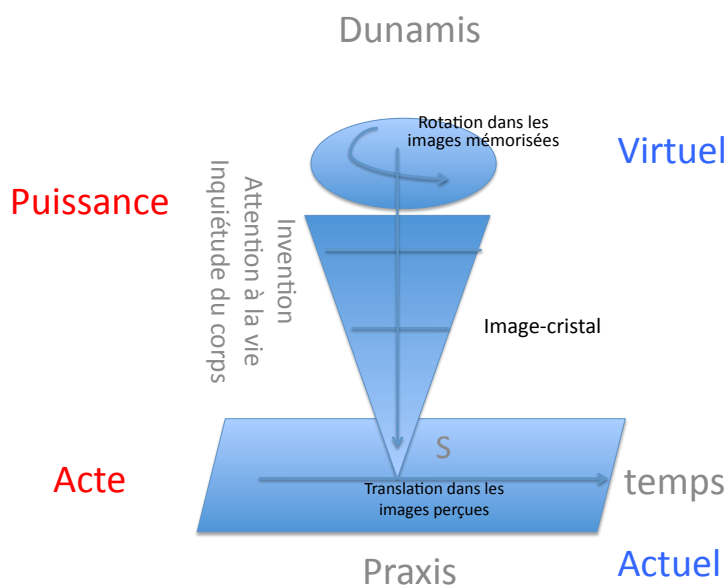 Dunamis
Rotation dans les
images mémorisées
Virtuel
Puissance
Invention
Attention à la vie
Inquiétude du corps
Image-cristal
S
Acte
Translation dans les
images perçues
temps
Praxis
Actuel